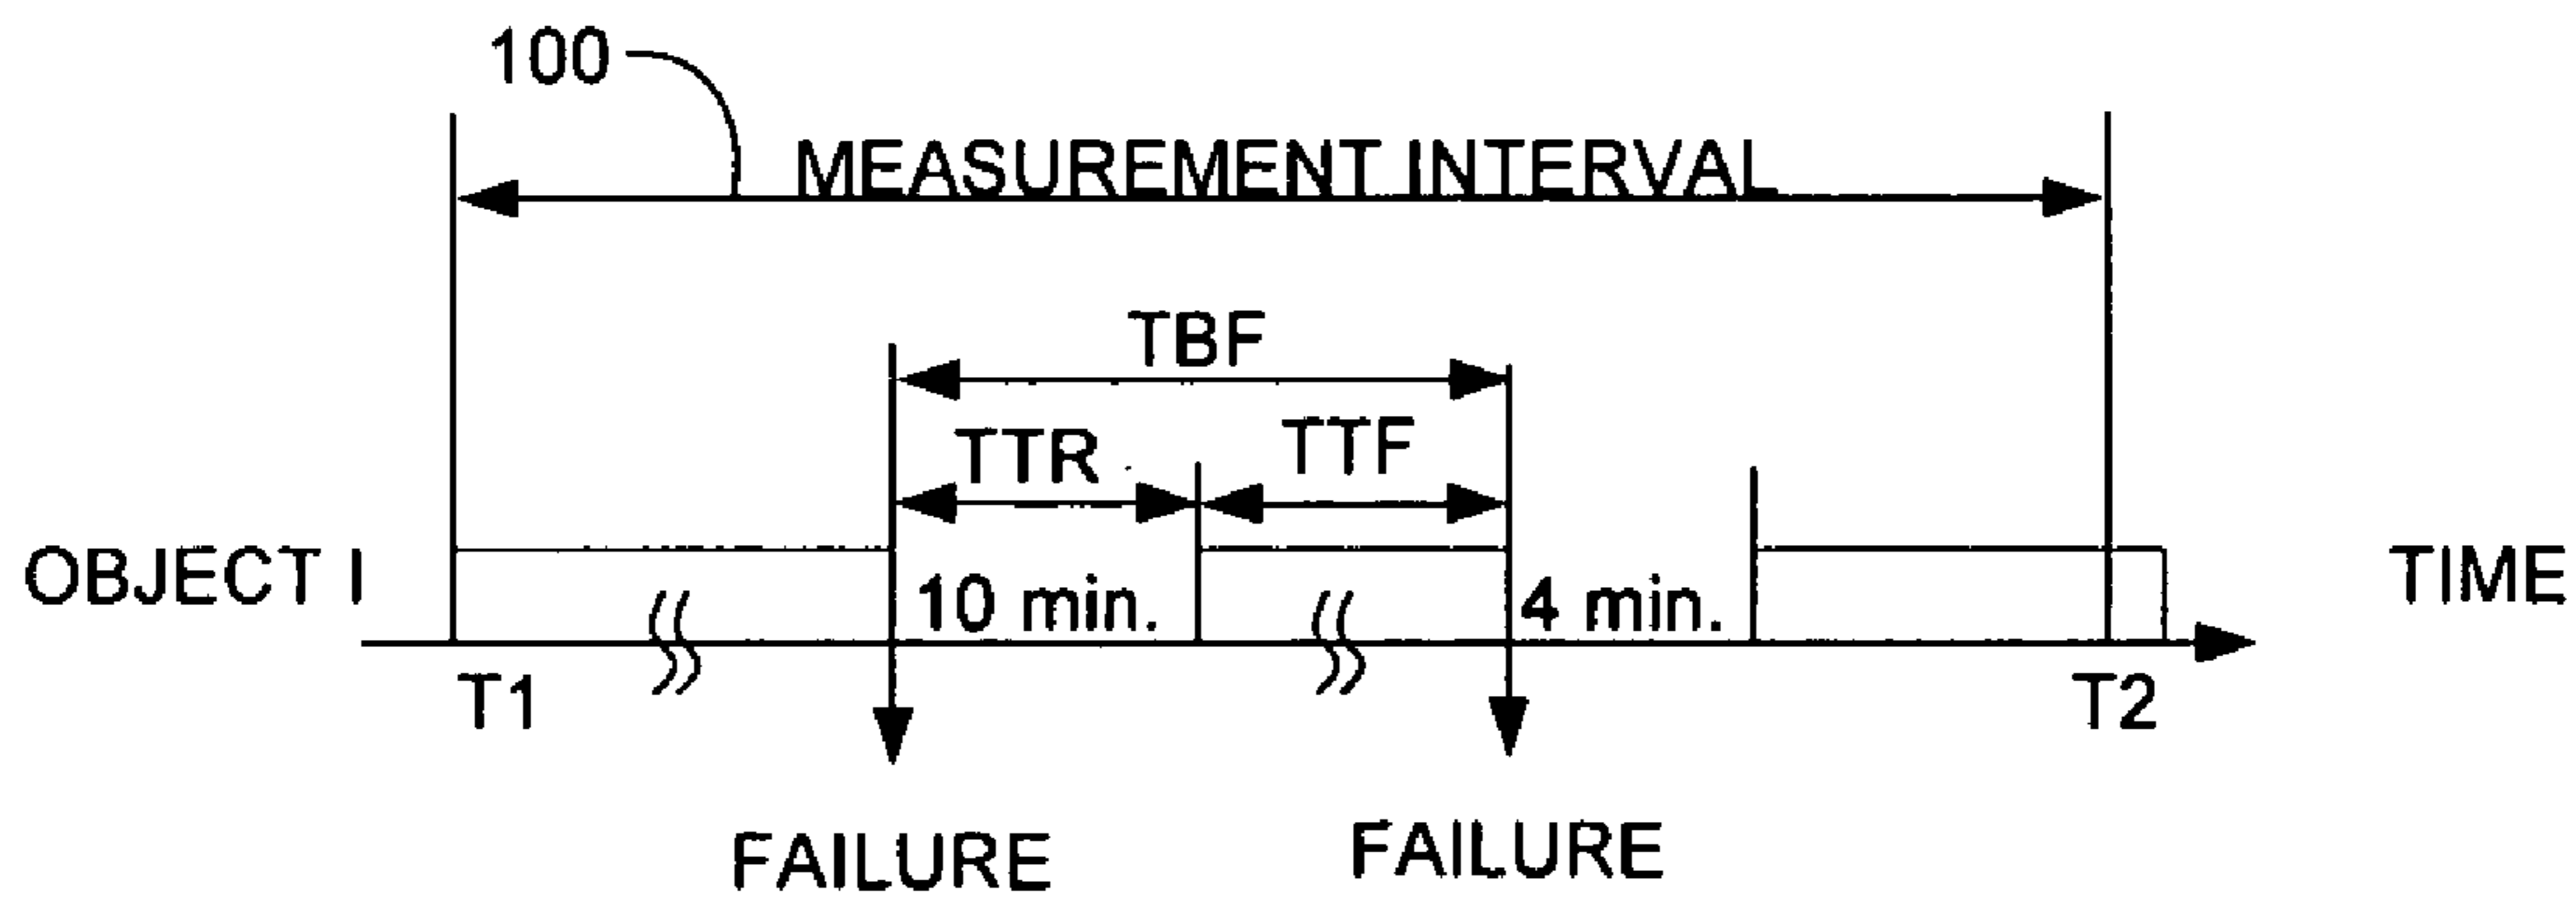 100
MEASUREMENT INTERVAL
TBF
TTR TTF
OBJECT I 10 min. 4 min. TIME
T1 T2
FAILURE FAILURE